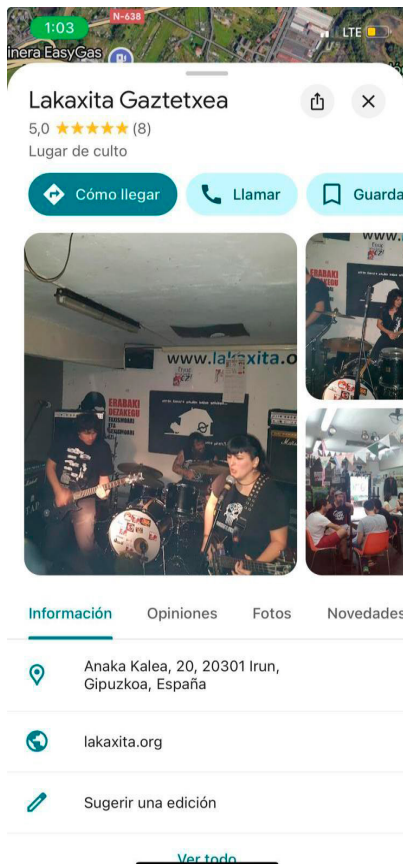 1:03
N-638
LTE
inera EasyGas
Lakaxita Gaztetxea
5,0 ★★★★★ (8)
Lugar de culto
Cómo llegar
Llamar
Guarda
www.
www.lakaxita.o
ERABAKI
DEZAKEGU
ERABAKI
Información
Opiniones
Fotos
Novedades
Anaka Kalea, 20, 20301 Irun,
Gipuzkoa, España
lakaxita.org
Sugerir una edición
Ver todo